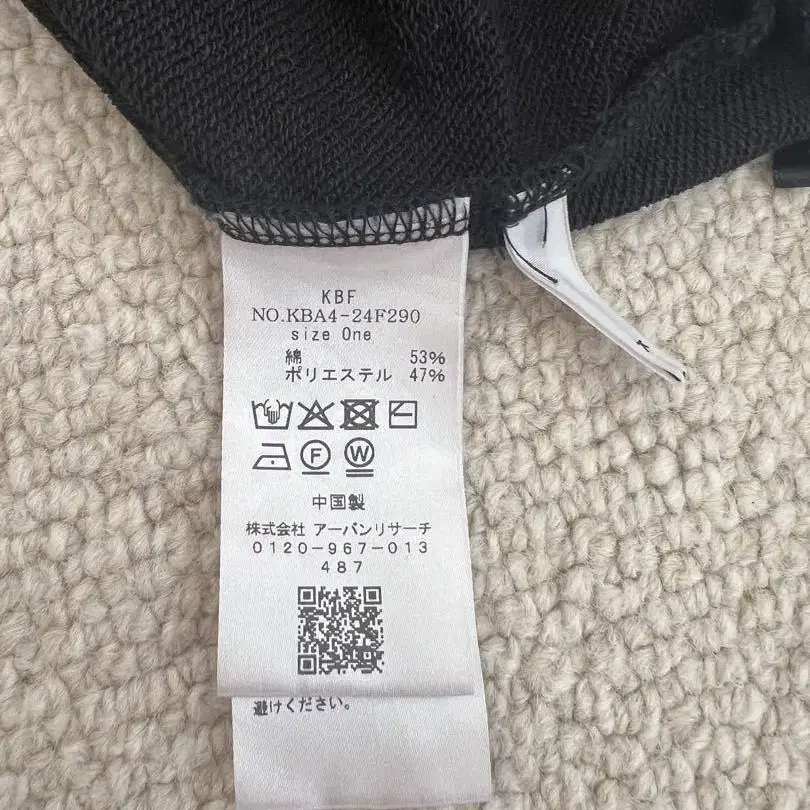 KBF
NO.KBA4-24F290
size One
綿 53%
ポリエステル 47%
F W
中国製
株式会社 アーバンリサーチ
0120-967-013
487
避けください。